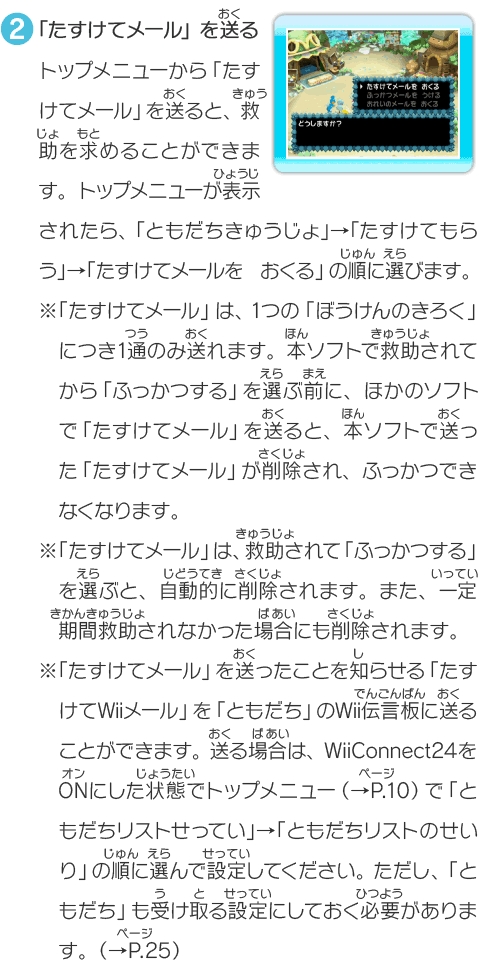 2 「たすけてメール」を送る
トップメニューから「たす
けてメール」を送ると、救
助を求めることができま
す。トップメニューが表示
たすけてメールを おくる
ふっかつメールを うける
おれいのメールを おくる
どうしますか？
されたら、「ともだちきゅうじょ」→「たすけてもら
う」→「たすけてメールを おくる」の順に選びます。
※「たすけてメール」は、1つの「ぼうけんのきろく」
につき1通のみ送れます。本ソフトで救助されて
から「ふっかつする」を選ぶ前に、ほかのソフト
で「たすけてメール」を送ると、本ソフトで送っ
た「たすけてメール」が削除され、ふっかつでき
なくなります。
※「たすけてメール」は、救助されて「ふっかつする」
を選ぶと、自動的に削除されます。また、一定
期間救助されなかった場合にも削除されます。
※「たすけてメール」を送ったことを知らせる「たす
けてWiiメール」を「ともだち」のWii伝言板に送る
ことができます。送る場合は、WiiConnect24を
ONにした状態でトップメニュー（→P.10）で「と
もだちリストせってい」→「ともだちリストのせい
り」の順に選んで設定してください。ただし、「と
もだち」も受け取る設定にしておく必要がありま
す。（→P.25）